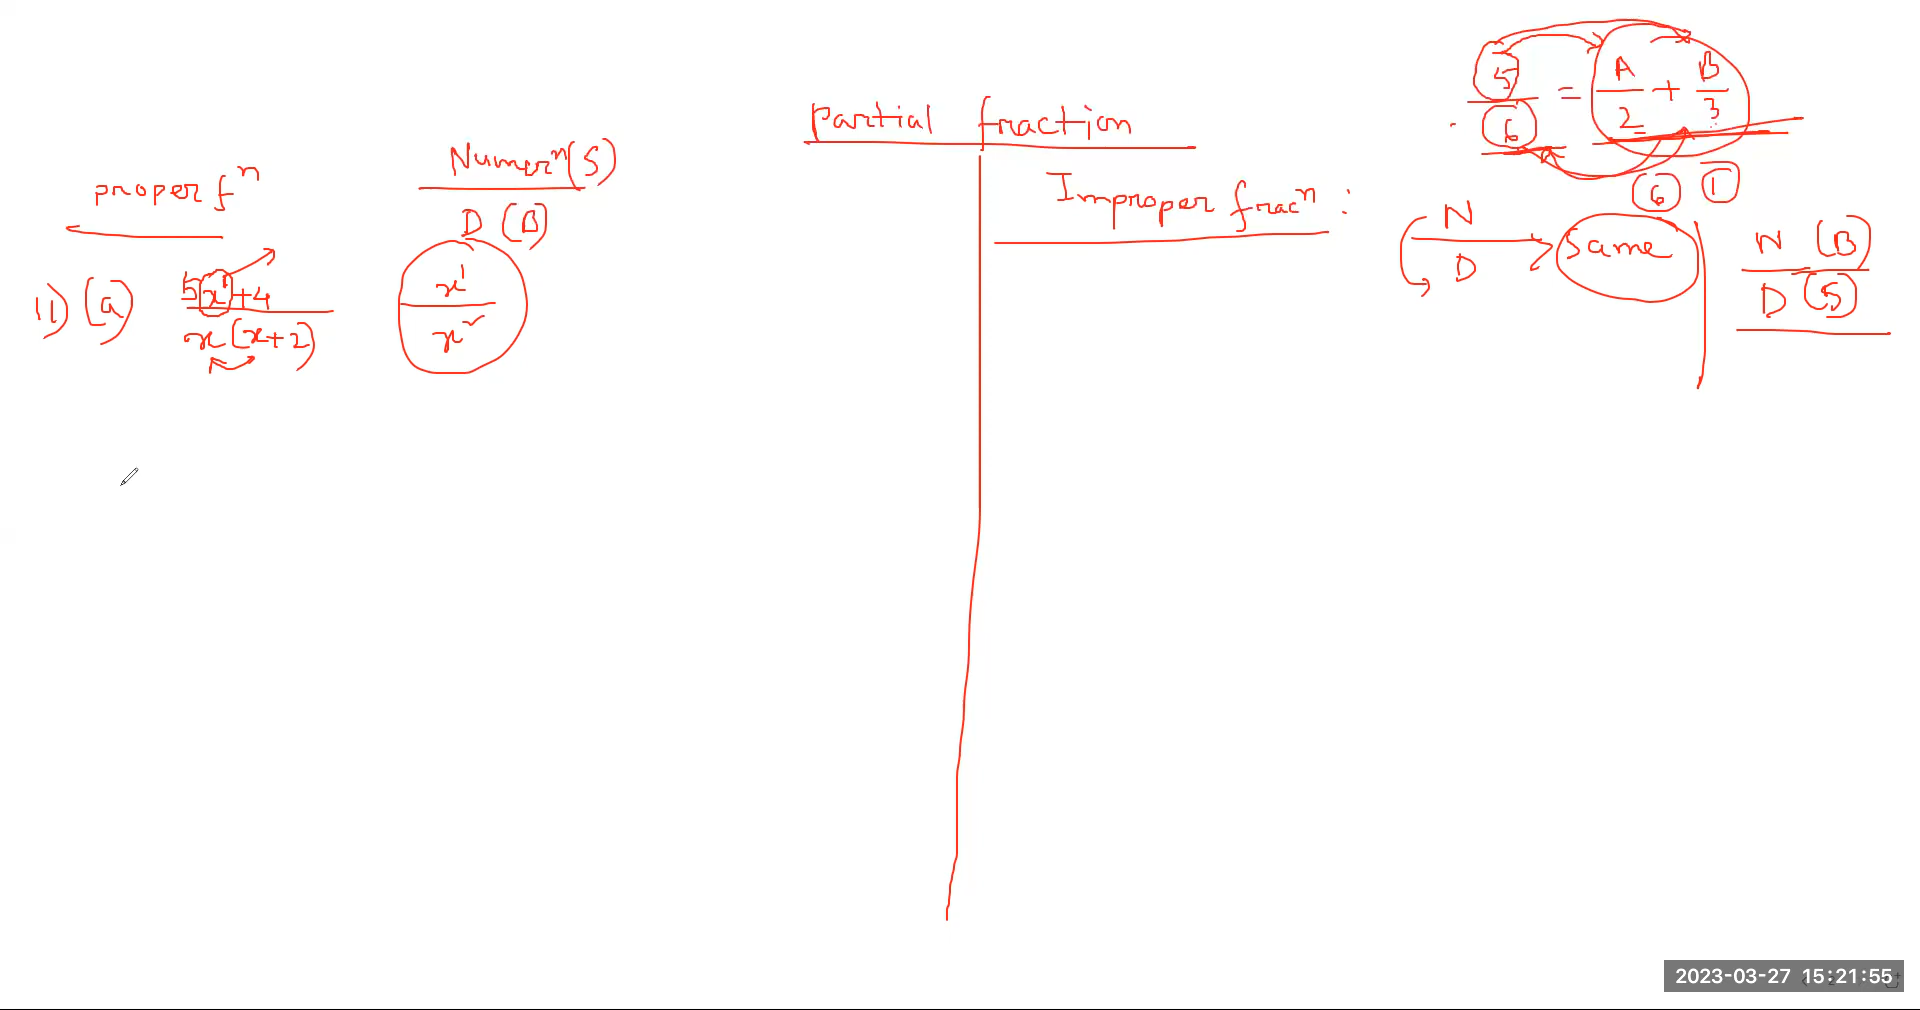 Partial fraction
5/6 = A/2 + B/3
6 1
proper fⁿ
Numerⁿ (S)
D (B)
11) (a) 5x¹+4
x(x+2)
x¹
x²
Improper fracⁿ :
N
D
Same
N (B)
D (S)
2023-03-27 15:21:55